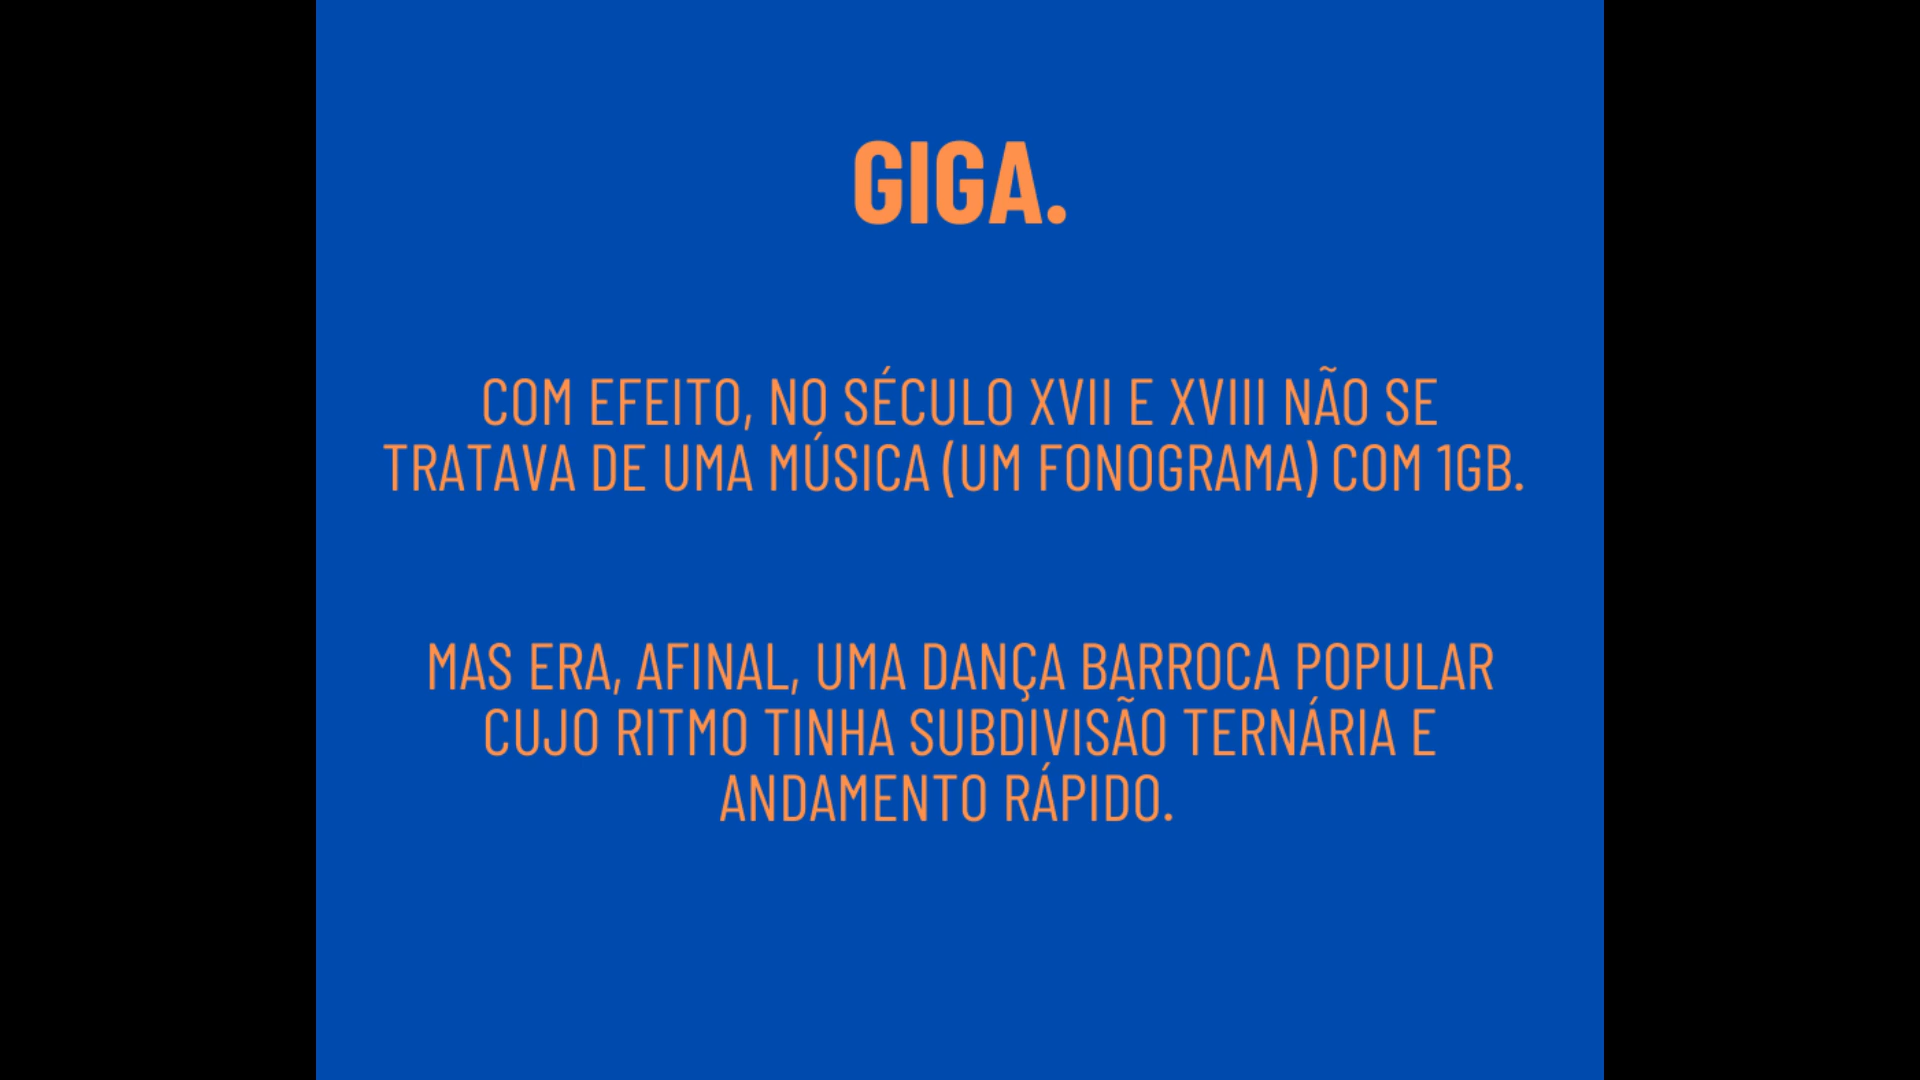 GIGA.
COM EFEITO, NO SÉCULO XVII E XVIII NÃO SE
TRATAVA DE UMA MÚSICA (UM FONOGRAMA) COM 1GB.
MAS ERA, AFINAL, UMA DANÇA BARROCA POPULAR
CUJO RITMO TINHA SUBDIVISÃO TERNÁRIA E
ANDAMENTO RÁPIDO.